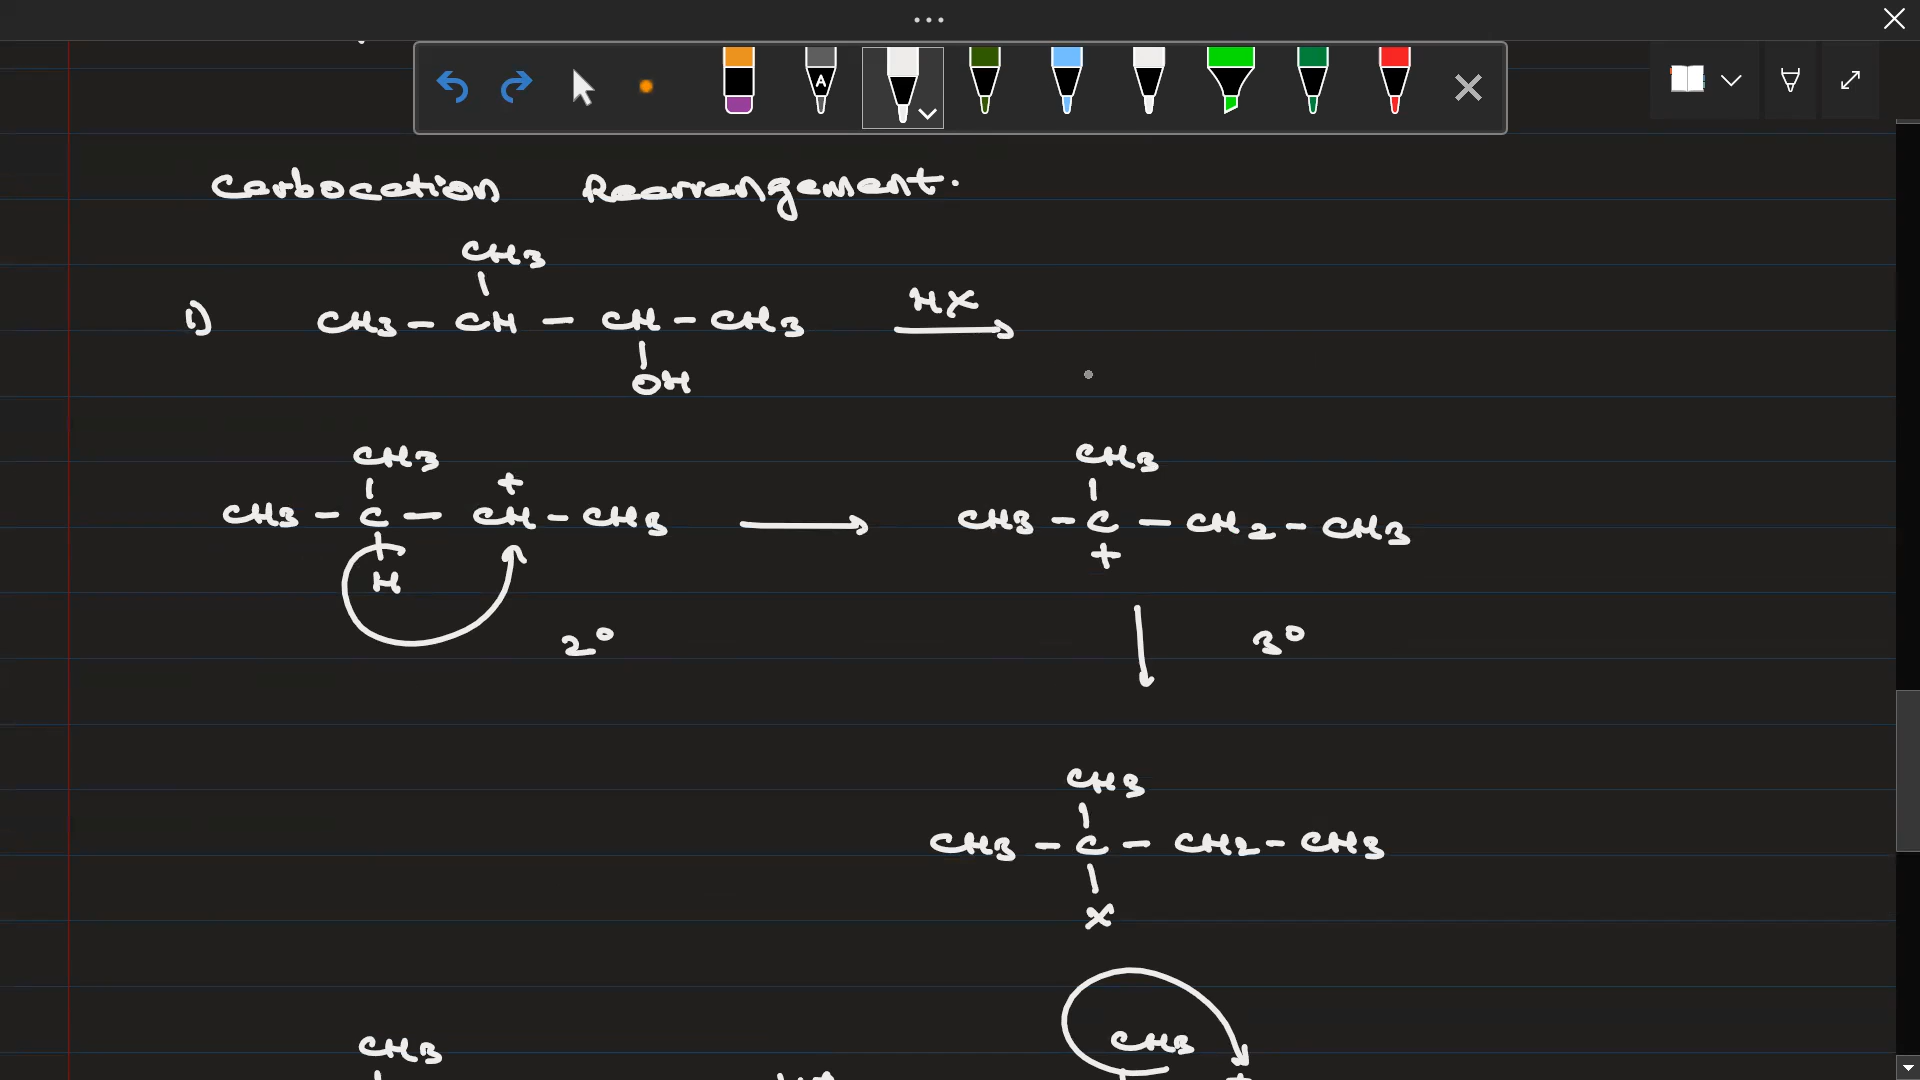 Carbocation Rearrangement.
CH3
1) CH3 - CH - CH - CH3 HX
OH
CH3
+
CH3 - C - CH - CH3
H
2°
CH3
CH3 - C - CH2 - CH3
+
3°
CH3
CH3 - C - CH2 - CH3
X
CH3
CH3